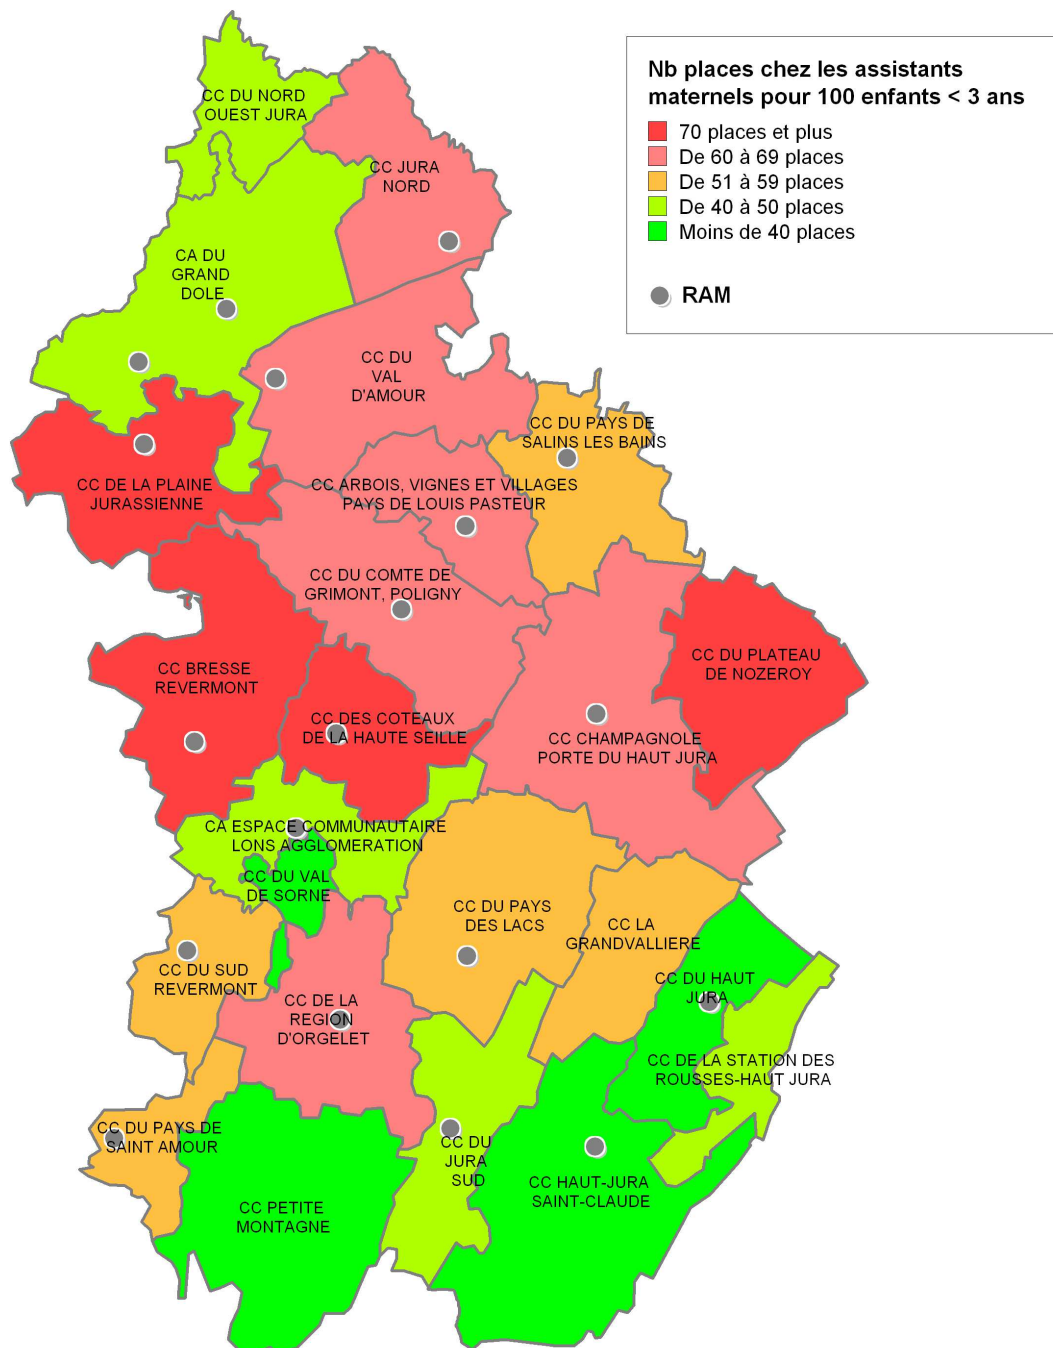 Nb places chez les assistants
maternels pour 100 enfants < 3 ans
70 places et plus
De 60 à 69 places
De 51 à 59 places
De 40 à 50 places
Moins de 40 places
RAM
CC DU NORD
OUEST JURA
CC JURA
NORD
CA DU
GRAND
DOLE
CC DU
VAL
D'AMOUR
CC DU PAYS DE
SALINS LES BAINS
CC DE LA PLAINE
JURASSIENNE
CC ARBOIS, VIGNES ET VILLAGES
PAYS DE LOUIS PASTEUR
CC DU COMTE DE
GRIMONT, POLIGNY
CC BRESSE
REVERMONT
CC DU PLATEAU
DE NOZEROY
CC DES COTEAUX
DE LA HAUTE SEILLE
CC CHAMPAGNOLE
PORTE DU HAUT JURA
CA ESPACE COMMUNAUTAIRE
LONS AGGLOMERATION
CC DU VAL
DE SORNE
CC DU PAYS
DES LACS
CC LA
GRANDVALLIERE
CC DU SUD
REVERMONT
CC DU HAUT
JURA
CC DE LA
REGION
D'ORGELET
CC DE LA STATION DES
ROUSSES-HAUT JURA
CC DU PAYS DE
SAINT AMOUR
CC DU
JURA
SUD
CC HAUT-JURA
SAINT-CLAUDE
CC PETITE
MONTAGNE